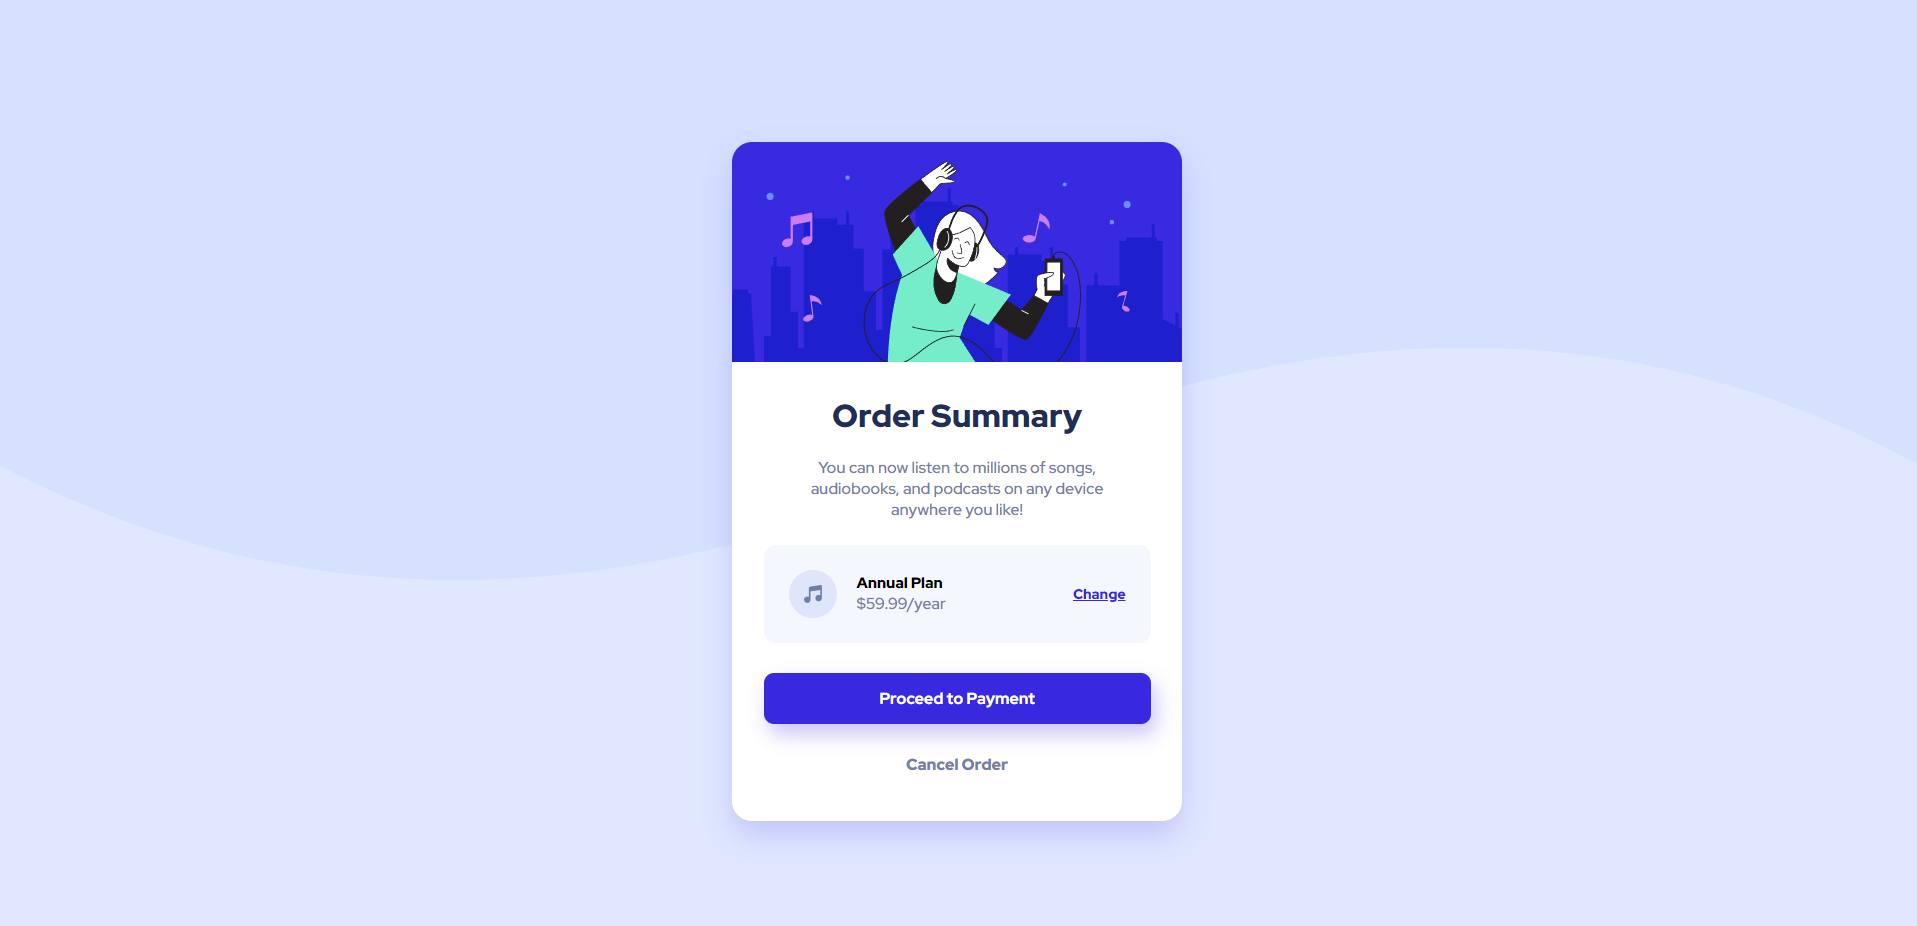 Order Summary
You can now listen to millions of songs,
audiobooks, and podcasts on any device
anywhere you like!
Annual Plan
$59.99/year
Change
Proceed to Payment
Cancel Order